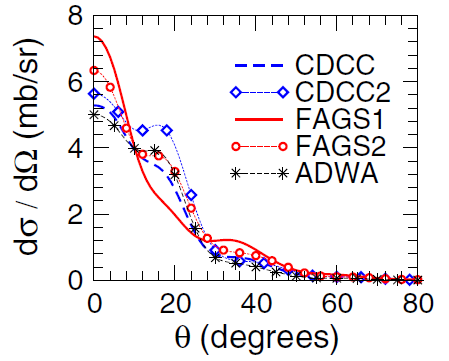 8
6
4
2
0
dσ / dΩ (mb/sr)
CDCC
CDCC2
FAGS1
FAGS2
ADWA
0 20 40 60 80
θ (degrees)